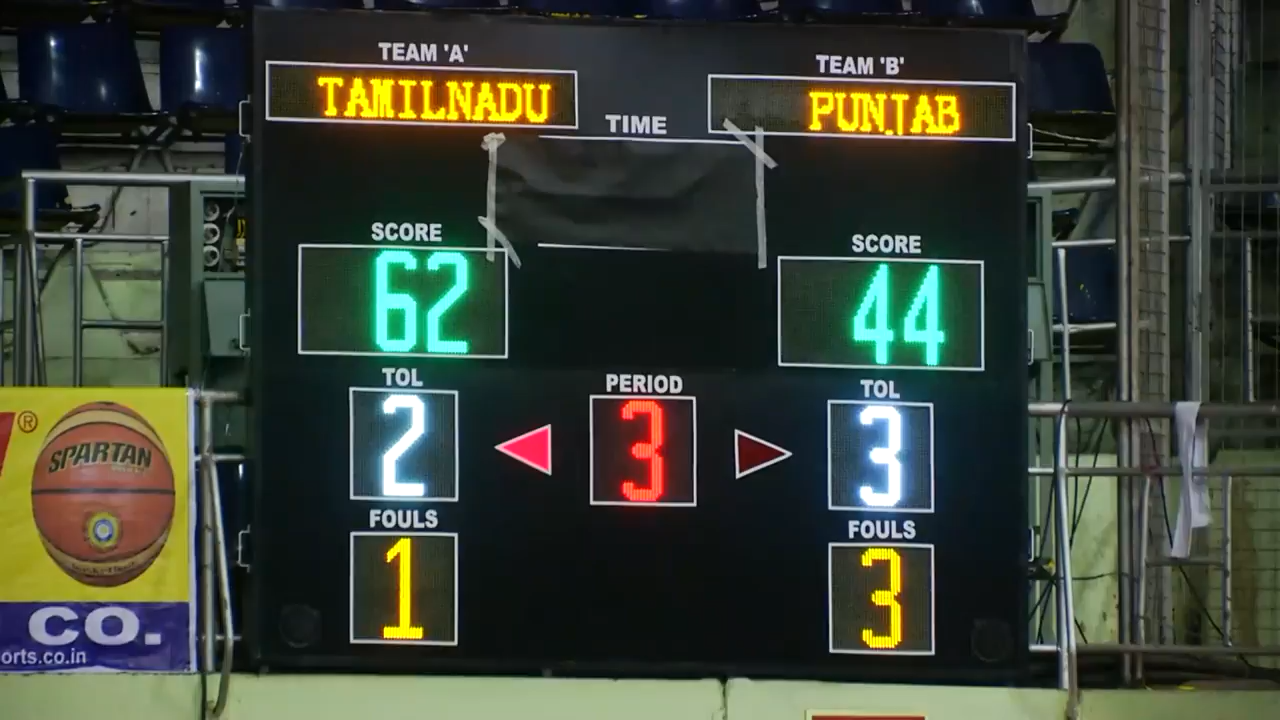 TEAM 'A'
TAMILNADU
TIME
TEAM 'B'
PUNJAB
SCORE
62
SCORE
44
TOL
2
PERIOD
3
TOL
3
FOULS
1
FOULS
3
®
SPARTAN
CO.
orts.co.in